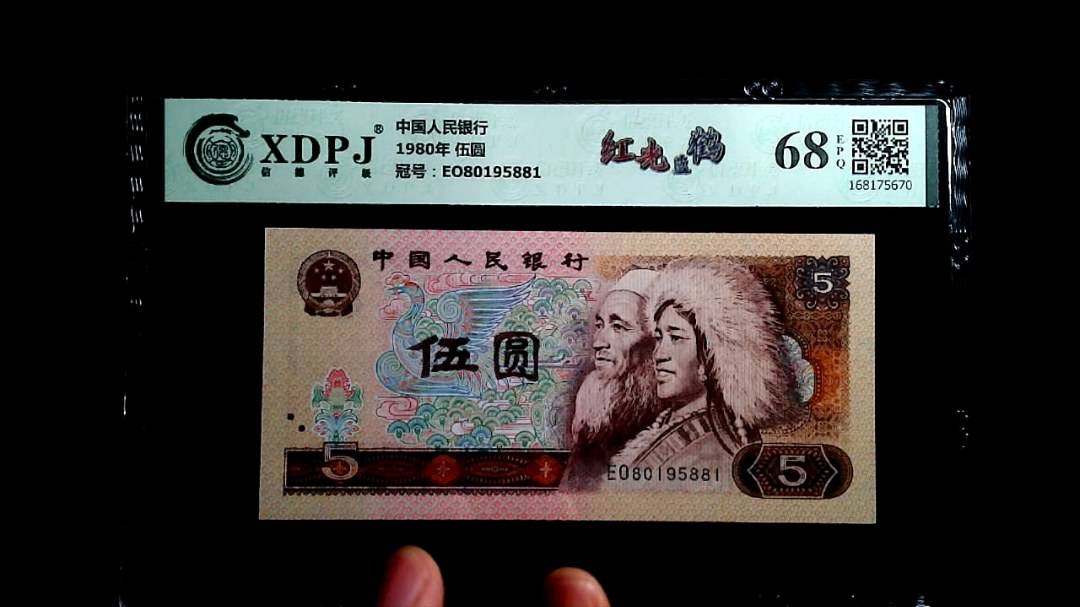 XDPJ®
信德评级
中国人民银行
1980年 伍圆
冠号：EO80195881
红光蓝鹤
68
EPQ
168175670
中国人民银行
5
伍圆
5
EO80195881
5